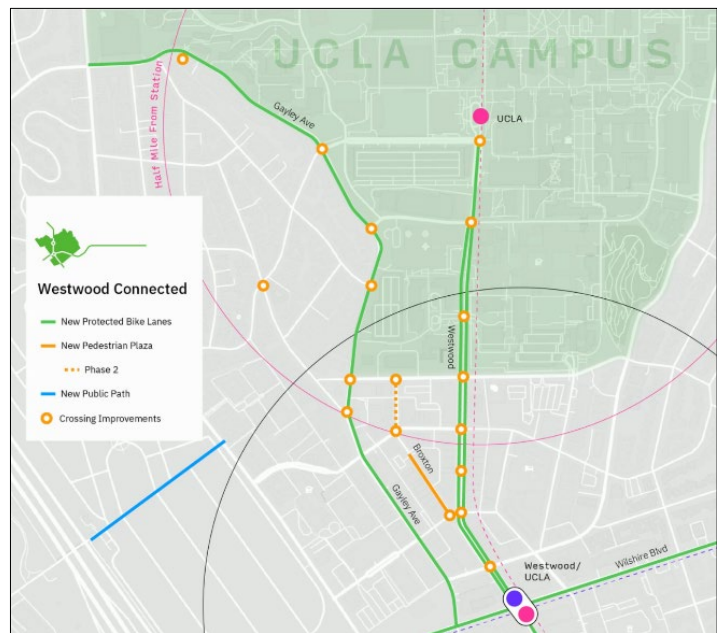 UCLA CAMPUS
Half Mile From Station
Gayley Ave
UCLA
Westwood Connected
New Protected Bike Lanes
New Pedestrian Plaza
Phase 2
New Public Path
Crossing Improvements
Westwood
Broxton
Gayley Ave
Westwood/
UCLA
Wilshire Blvd